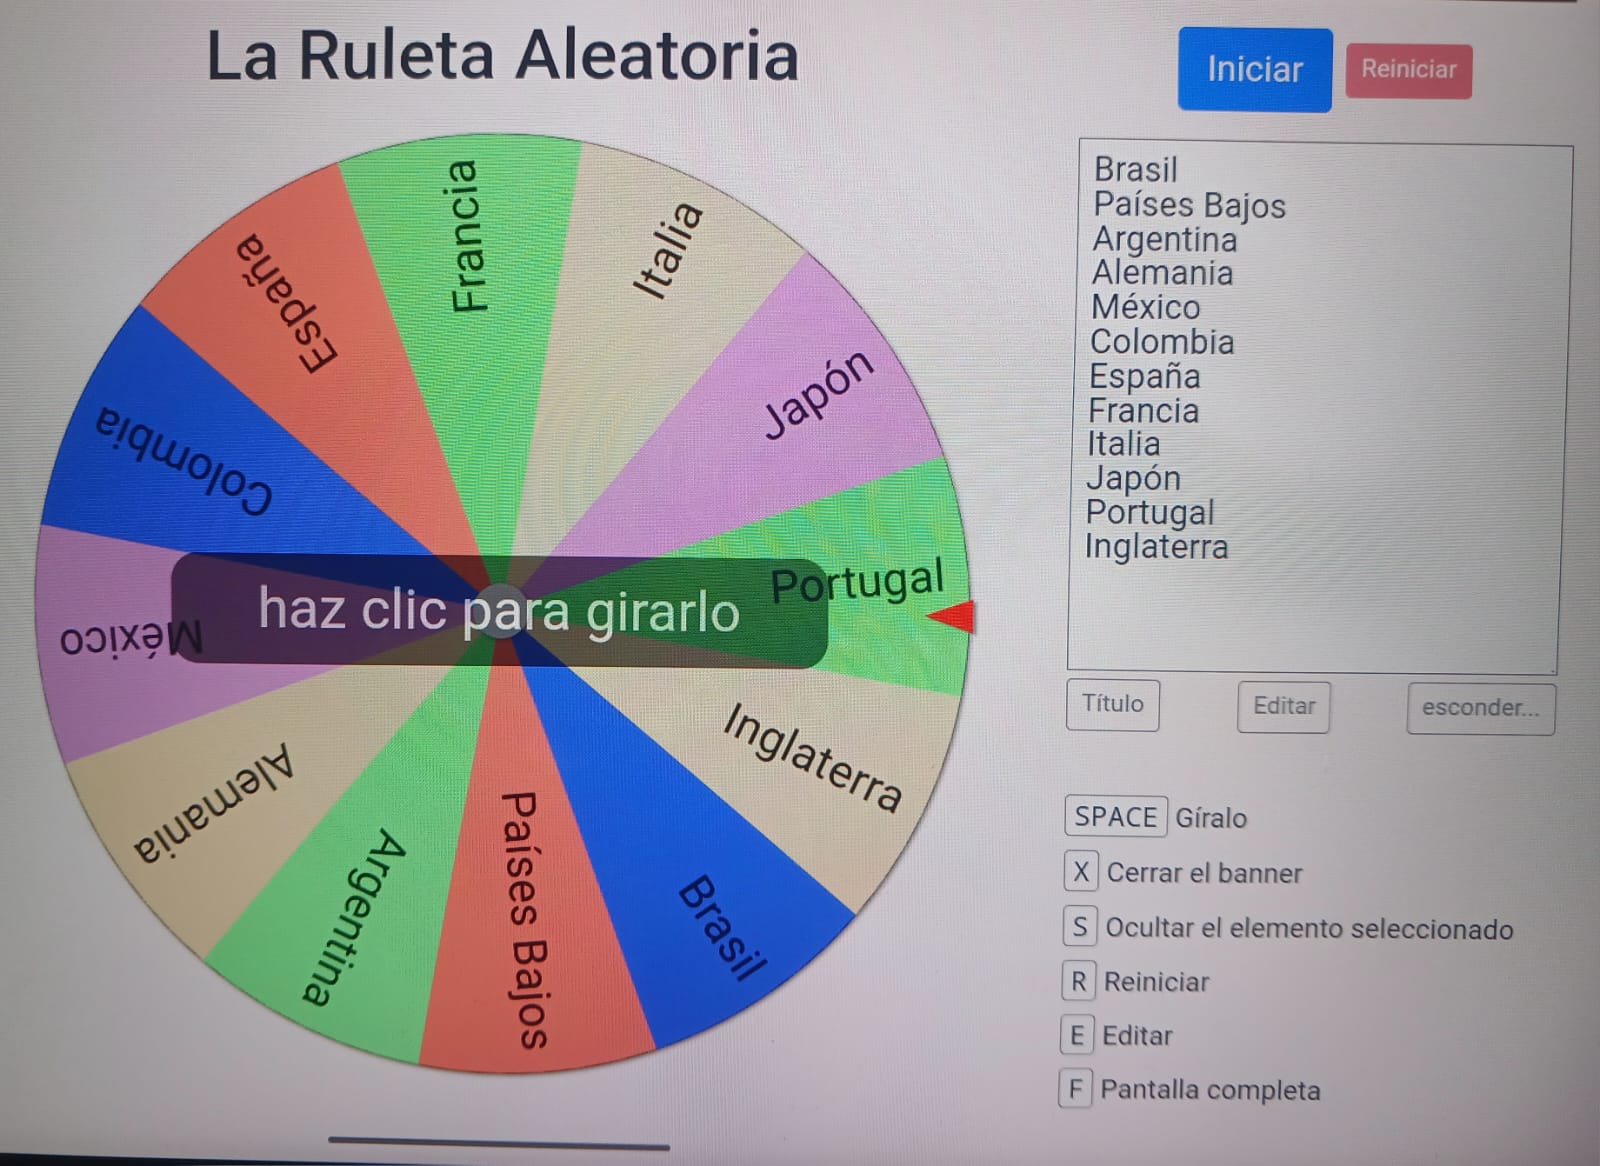 La Ruleta Aleatoria
Iniciar
Reiniciar
Francia
Italia
Japón
Portugal
Inglaterra
Brasil
Países Bajos
Argentina
Alemania
México
Colombia
España
haz clic para girarlo
Brasil
Países Bajos
Argentina
Alemania
México
Colombia
España
Francia
Italia
Japón
Portugal
Inglaterra
Título
Editar
esconder...
SPACE Gíralo
X Cerrar el banner
S Ocultar el elemento seleccionado
R Reiniciar
E Editar
F Pantalla completa